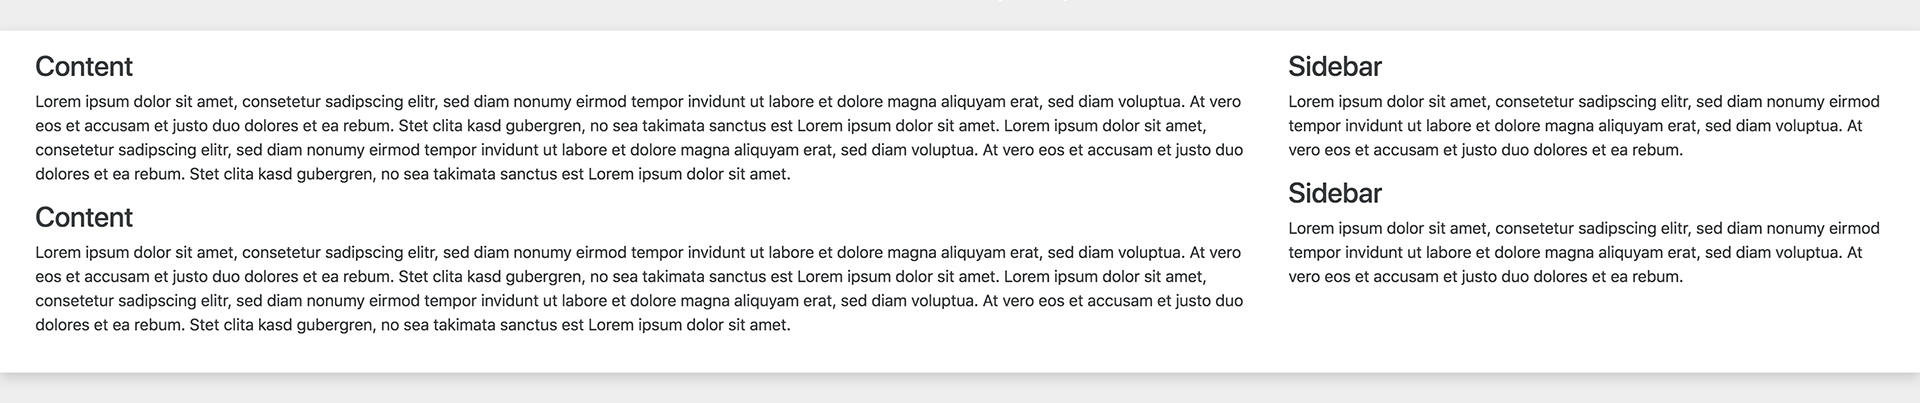 Content
Lorem ipsum dolor sit amet, consetetur sadipscing elitr, sed diam nonumy eirmod tempor invidunt ut labore et dolore magna aliquyam erat, sed diam voluptua. At vero
eos et accusam et justo duo dolores et ea rebum. Stet clita kasd gubergren, no sea takimata sanctus est Lorem ipsum dolor sit amet. Lorem ipsum dolor sit amet,
consetetur sadipscing elitr, sed diam nonumy eirmod tempor invidunt ut labore et dolore magna aliquyam erat, sed diam voluptua. At vero eos et accusam et justo duo
dolores et ea rebum. Stet clita kasd gubergren, no sea takimata sanctus est Lorem ipsum dolor sit amet.
Content
Lorem ipsum dolor sit amet, consetetur sadipscing elitr, sed diam nonumy eirmod tempor invidunt ut labore et dolore magna aliquyam erat, sed diam voluptua. At vero
eos et accusam et justo duo dolores et ea rebum. Stet clita kasd gubergren, no sea takimata sanctus est Lorem ipsum dolor sit amet. Lorem ipsum dolor sit amet,
consetetur sadipscing elitr, sed diam nonumy eirmod tempor invidunt ut labore et dolore magna aliquyam erat, sed diam voluptua. At vero eos et accusam et justo duo
dolores et ea rebum. Stet clita kasd gubergren, no sea takimata sanctus est Lorem ipsum dolor sit amet.
Sidebar
Lorem ipsum dolor sit amet, consetetur sadipscing elitr, sed diam nonumy eirmod
tempor invidunt ut labore et dolore magna aliquyam erat, sed diam voluptua. At
vero eos et accusam et justo duo dolores et ea rebum.
Sidebar
Lorem ipsum dolor sit amet, consetetur sadipscing elitr, sed diam nonumy eirmod
tempor invidunt ut labore et dolore magna aliquyam erat, sed diam voluptua. At
vero eos et accusam et justo duo dolores et ea rebum.